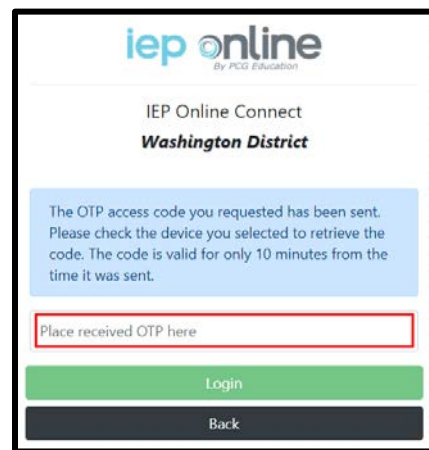 iep online
By PCG Education
IEP Online Connect
Washington District
The OTP access code you requested has been sent.
Please check the device you selected to retrieve the
code. The code is valid for only 10 minutes from the
time it was sent.
Place received OTP here
Login
Back